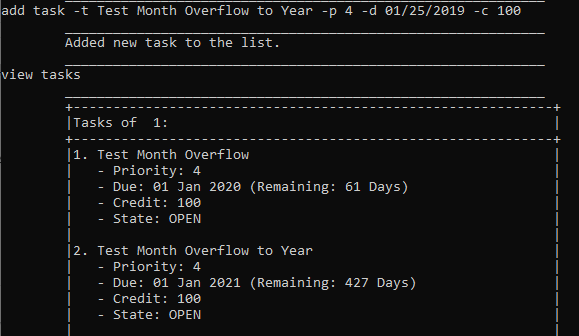 add task -t Test Month Overflow to Year -p 4 -d 01/25/2019 -c 100
____________________________________________________________
Added new task to the list.
____________________________________________________________
view tasks
____________________________________________________________
+------------------------------------------------------------+
|Tasks of  1:                                                |
+------------------------------------------------------------+
|1. Test Month Overflow                                      |
|   - Priority: 4                                            |
|   - Due: 01 Jan 2020 (Remaining: 61 Days)                  |
|   - Credit: 100                                            |
|   - State: OPEN                                            |
|                                                            |
|2. Test Month Overflow to Year                              |
|   - Priority: 4                                            |
|   - Due: 01 Jan 2021 (Remaining: 427 Days)                 |
|   - Credit: 100                                            |
|   - State: OPEN                                            |